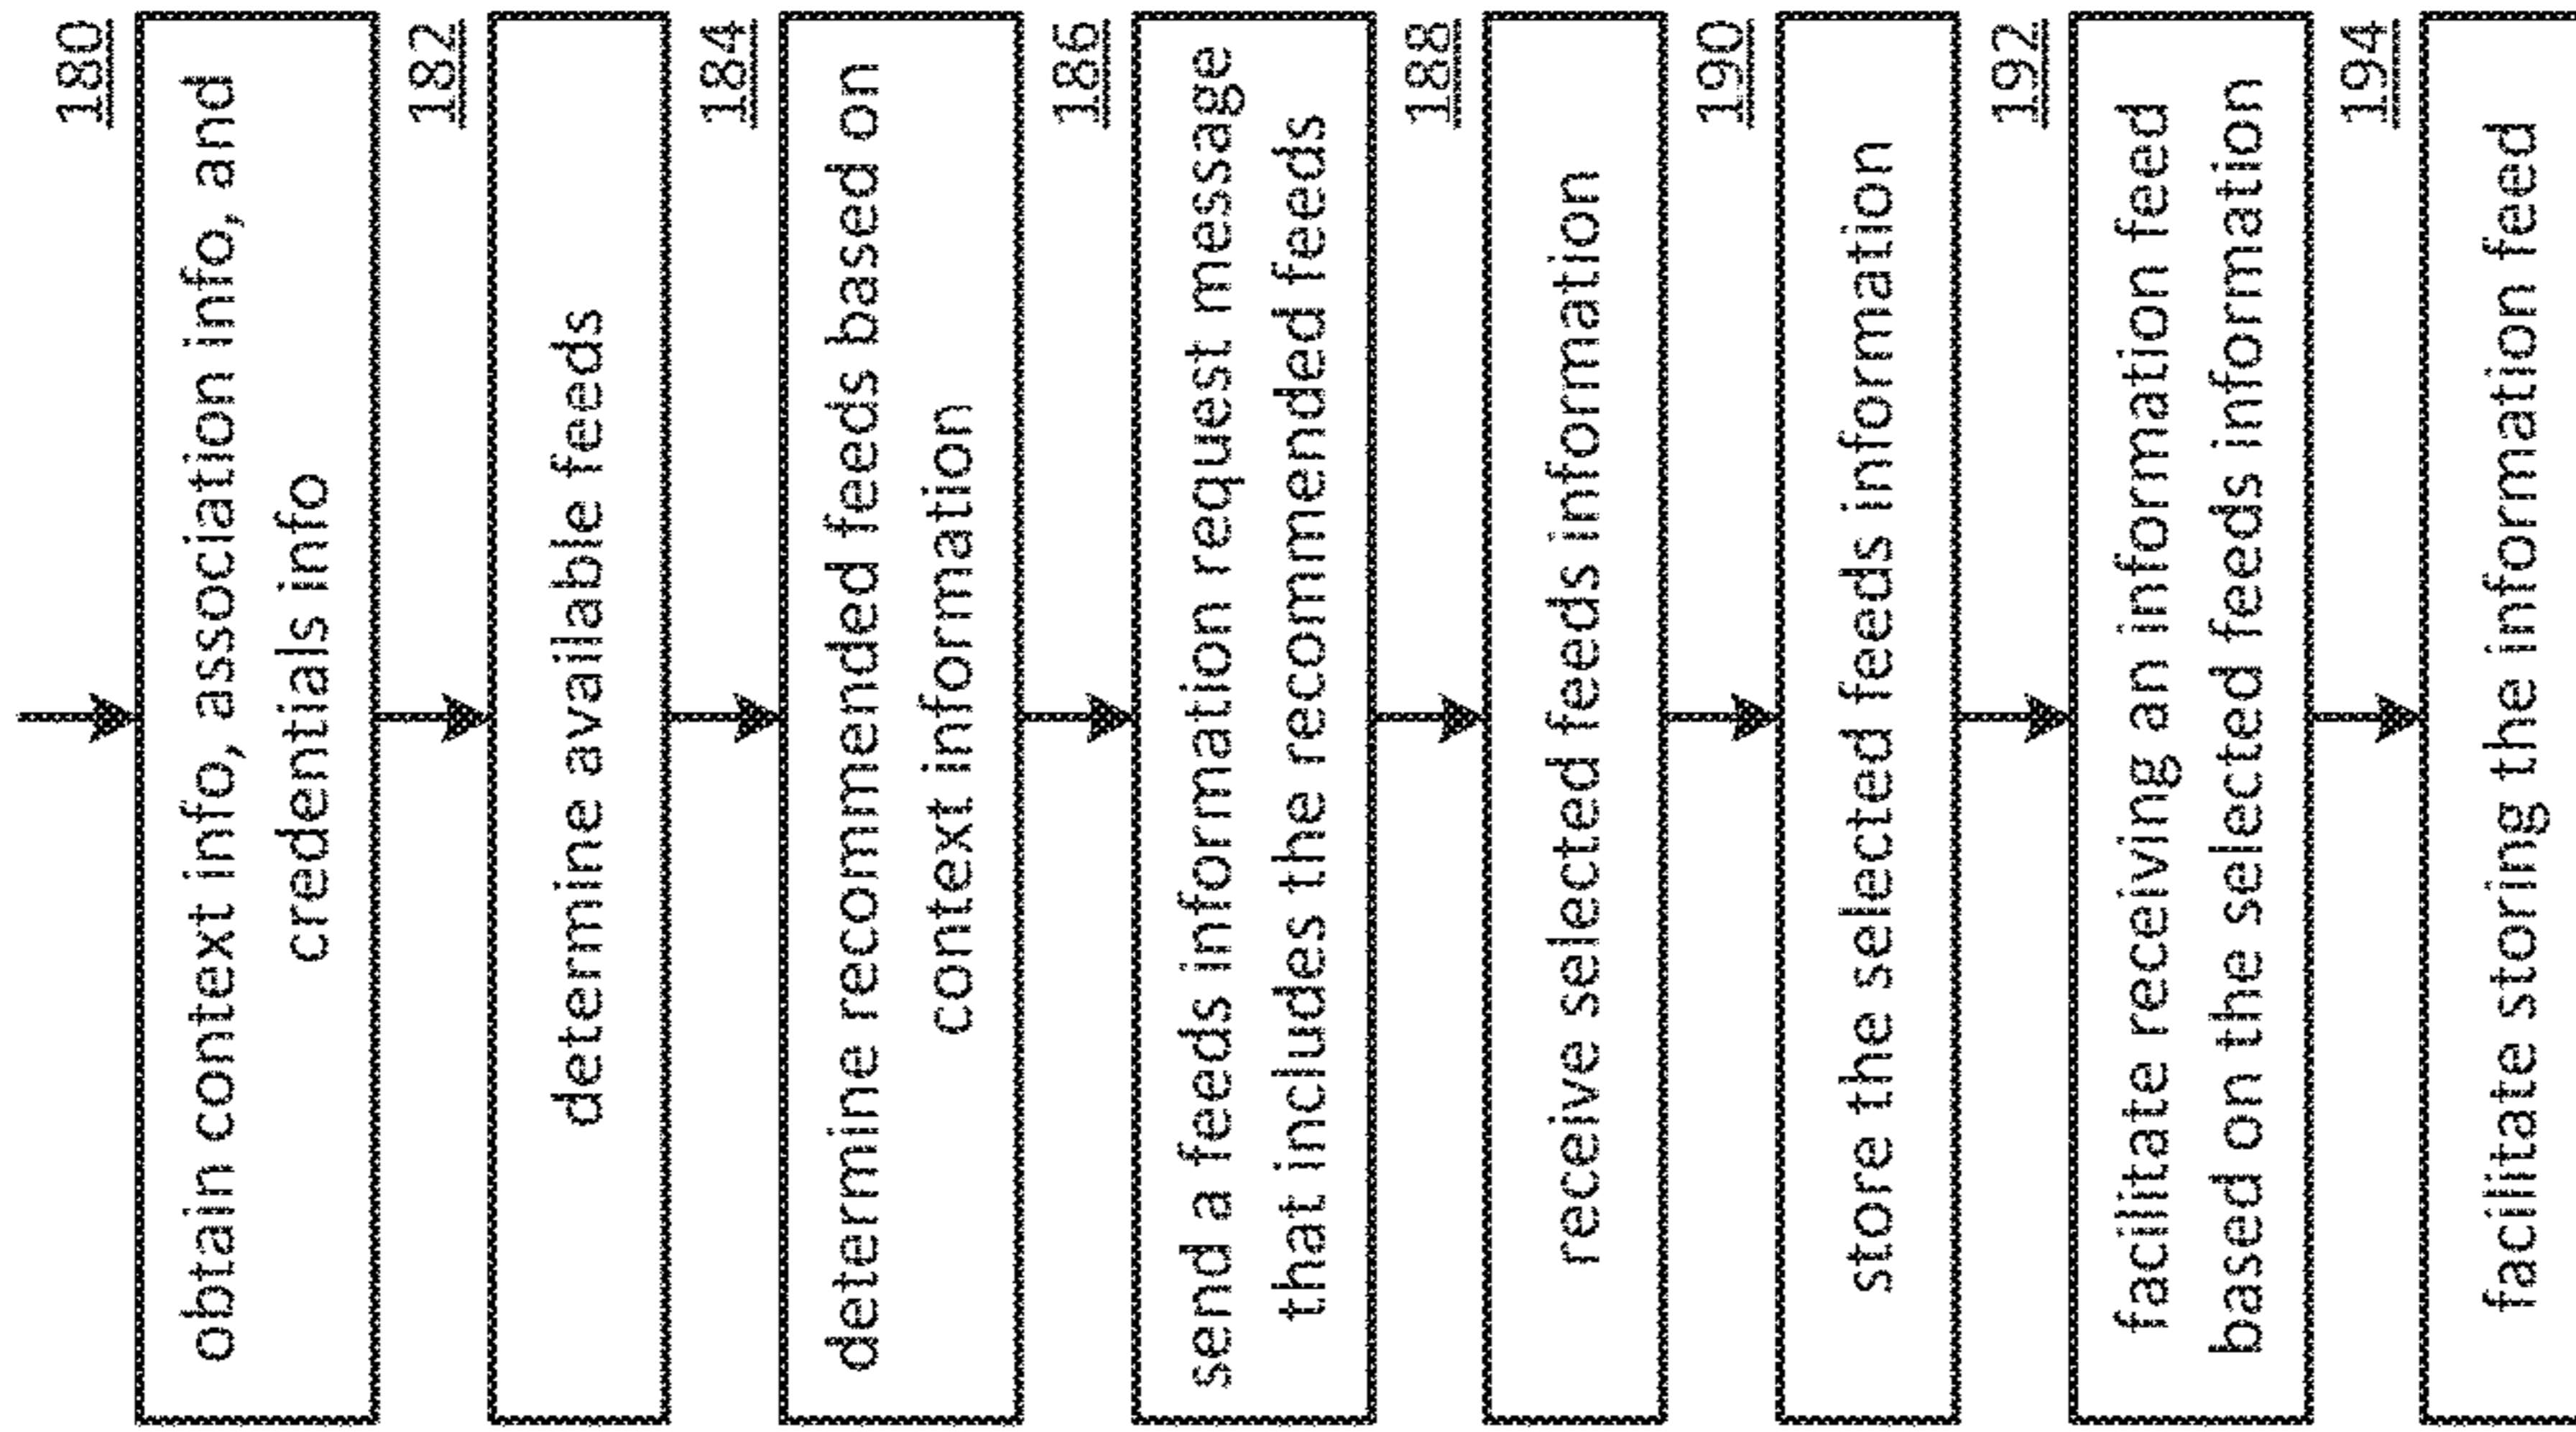 180
obtain context info, association info, and
credentials info
182
determine available feeds
184
determine recommended feeds based on
context information
186
send a feeds information request message
that includes the recommended feeds
188
receive selected feeds information
190
store the selected feeds information
192
facilitate receiving an information feed
based on the selected feeds information
194
facilitate storing the information feed